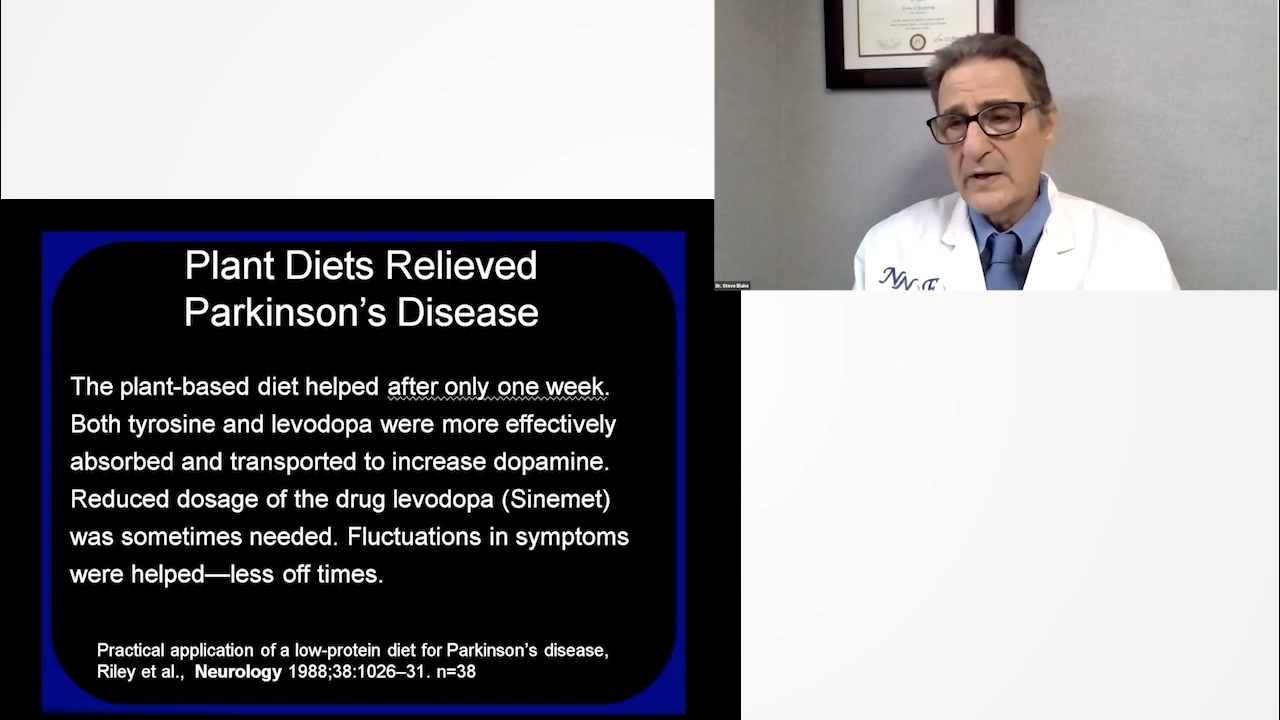 Plant Diets Relieved
Parkinson's Disease
The plant-based diet helped after only one week.
Both tyrosine and levodopa were more effectively
absorbed and transported to increase dopamine.
Reduced dosage of the drug levodopa (Sinemet)
was sometimes needed. Fluctuations in symptoms
were helped—less off times.
Practical application of a low-protein diet for Parkinson's disease,
Riley et al., Neurology 1988;38:1026–31. n=38
Dr. Steve Blake